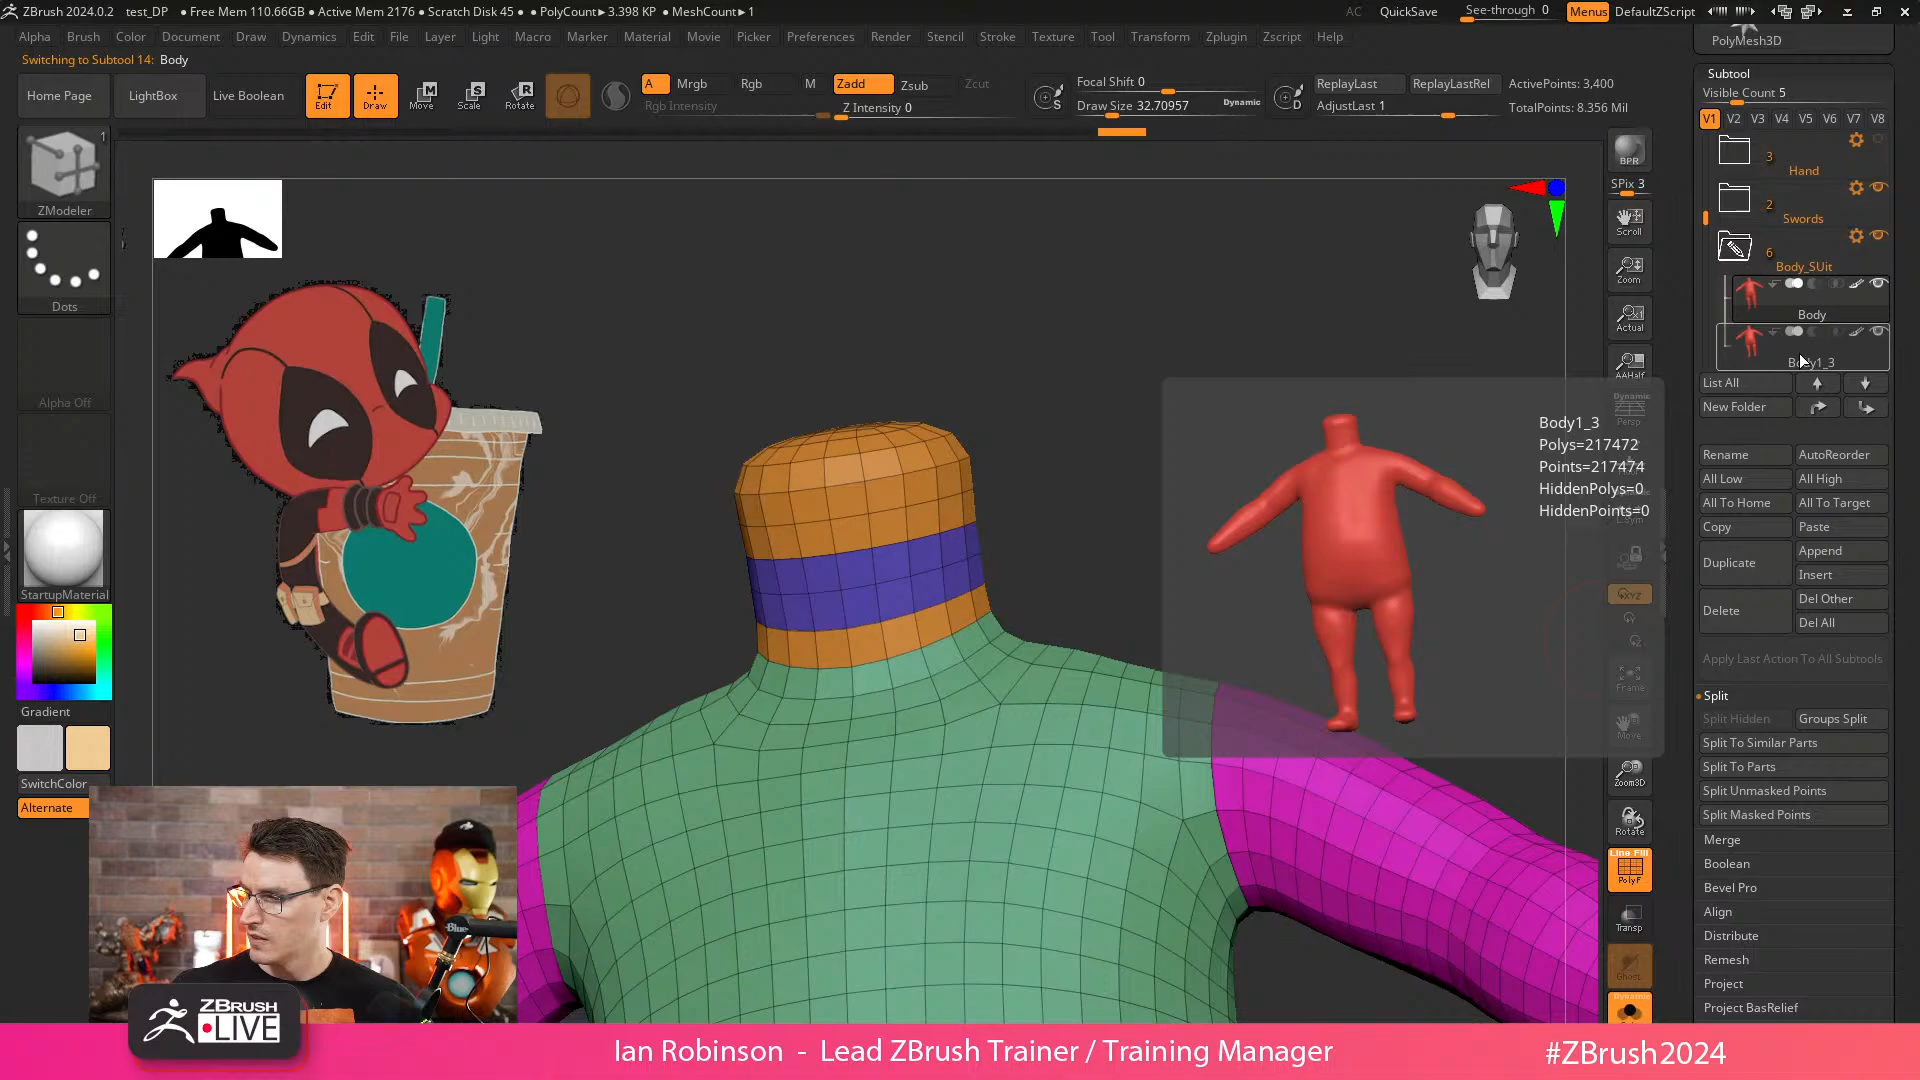 ZBrush 2024.0.2 test_DP • Free Mem 110.66GB • Active Mem 2176 • Scratch Disk 45 • • PolyCount► 3.398 KP • MeshCount►1
AC QuickSave See-through 0 Menus DefaultZScript
Alpha Brush Color Document Draw Dynamics Edit File Layer Light Macro Marker Material Movie Picker Preferences Render Stencil Stroke Texture Tool Transform Zplugin Zscript Help
PolyMesh3D
Switching to Subtool 14: Body
Home Page LightBox Live Boolean Edit Draw Move Scale Rotate
A Mrgb Rgb M Zadd Zsub Zcut
Rgb Intensity Z Intensity 0
Focal Shift 0
Draw Size 32.70957 Dynamic
S
D
ReplayLast ReplayLastRel ActivePoints: 3,400
AdjustLast 1 TotalPoints: 8.356 Mil
1
ZModeler
Dots
Alpha Off
Texture Off
StartupMaterial
Gradient
SwitchColor
Alternate
BPR
SPix 3
Scroll
Zoom
Actual
AAHalf
Dynamic
Persp
L.Sym
XYZ
Frame
Move
Zoom3D
Rotate
Line Fill
PolyF
Transp
Ghost
Dynamic
Body1_3
Polys=217472
Points=217474
HiddenPolys=0
HiddenPoints=0
Subtool
Visible Count 5
V1 V2 V3 V4 V5 V6 V7 V8
3
Hand
2
Swords
6
Body_SUit
Body
Body1_3
List All
New Folder
Rename AutoReorder
All Low All High
All To Home All To Target
Copy Paste
Duplicate Append
Insert
Delete Del Other
Del All
Apply Last Action To All Subtools
Split
Split Hidden Groups Split
Split To Similar Parts
Split To Parts
Split Unmasked Points
Split Masked Points
Merge
Boolean
Bevel Pro
Align
Distribute
Remesh
Project
Project BasRelief
Blue
ZBRUSH
LIVE
Ian Robinson - Lead ZBrush Trainer / Training Manager
#ZBrush2024